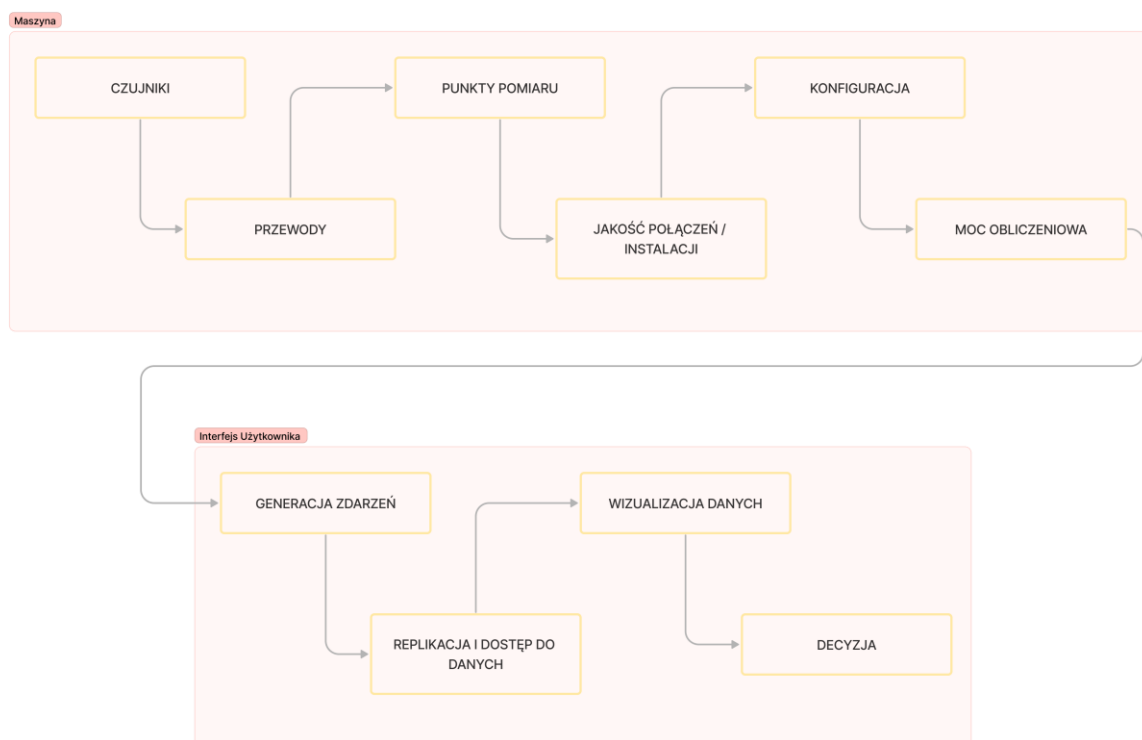 Maszyna
CZUJNIKI
PRZEWODY
PUNKTY POMIARU
JAKOŚĆ POŁĄCZEŃ /
INSTALACJI
KONFIGURACJA
MOC OBLICZENIOWA
Interfejs Użytkownika
GENERACJA ZDARZEŃ
REPLIKACJA I DOSTĘP DO
DANYCH
WIZUALIZACJA DANYCH
DECYZJA